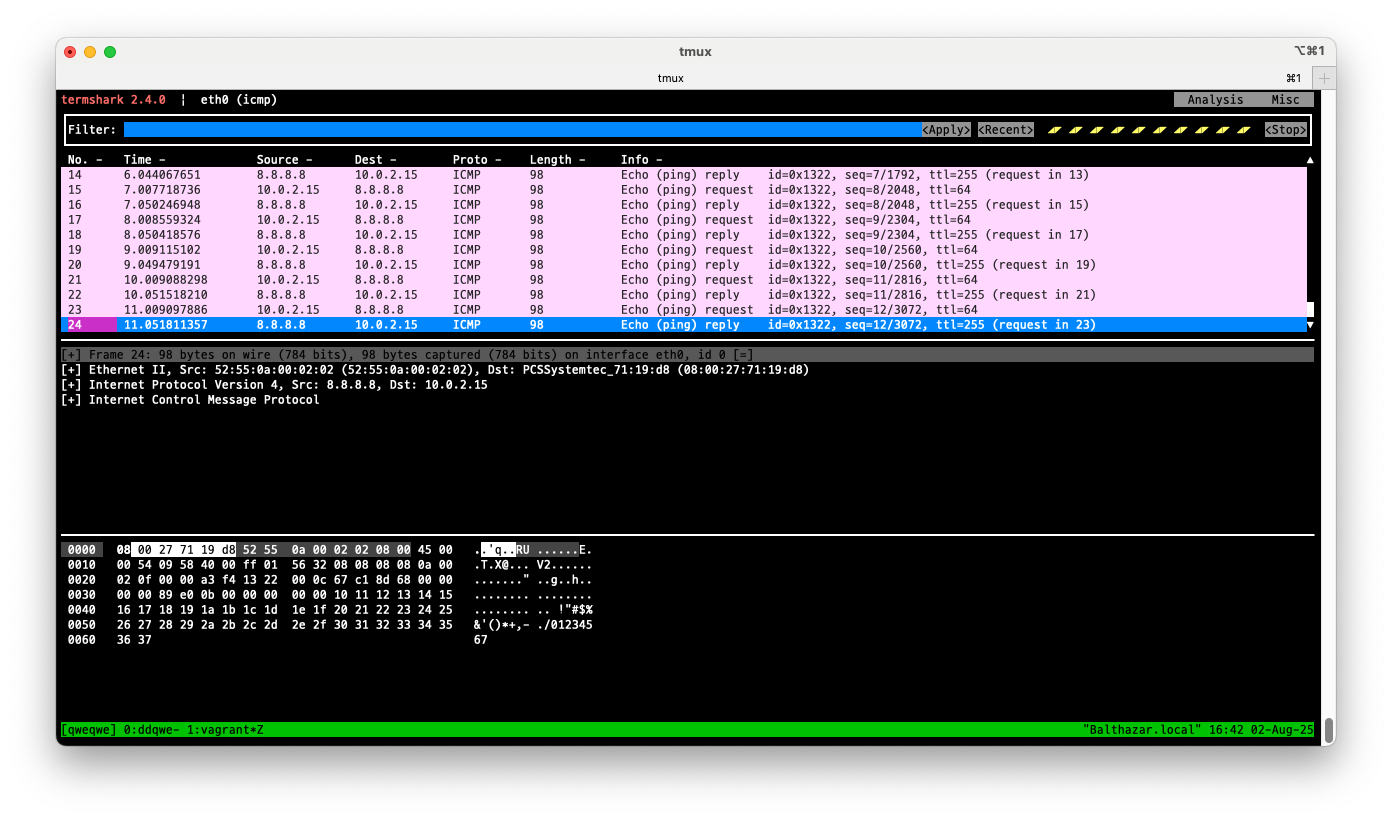 tmux
⌥⌘1
tmux
⌘1
+
termshark 2.4.0 ¦ eth0 (icmp)
Analysis Misc
Filter: <Apply> <Recent> <Stop>
No. - Time - Source - Dest - Proto - Length - Info -
14 6.044067651 8.8.8.8 10.0.2.15 ICMP 98 Echo (ping) reply id=0x1322, seq=7/1792, ttl=255 (request in 13)
15 7.007718736 10.0.2.15 8.8.8.8 ICMP 98 Echo (ping) request id=0x1322, seq=8/2048, ttl=64
16 7.050246948 8.8.8.8 10.0.2.15 ICMP 98 Echo (ping) reply id=0x1322, seq=8/2048, ttl=255 (request in 15)
17 8.008559324 10.0.2.15 8.8.8.8 ICMP 98 Echo (ping) request id=0x1322, seq=9/2304, ttl=64
18 8.050418576 8.8.8.8 10.0.2.15 ICMP 98 Echo (ping) reply id=0x1322, seq=9/2304, ttl=255 (request in 17)
19 9.009115102 10.0.2.15 8.8.8.8 ICMP 98 Echo (ping) request id=0x1322, seq=10/2560, ttl=64
20 9.049479191 8.8.8.8 10.0.2.15 ICMP 98 Echo (ping) reply id=0x1322, seq=10/2560, ttl=255 (request in 19)
21 10.009088298 10.0.2.15 8.8.8.8 ICMP 98 Echo (ping) request id=0x1322, seq=11/2816, ttl=64
22 10.051518210 8.8.8.8 10.0.2.15 ICMP 98 Echo (ping) reply id=0x1322, seq=11/2816, ttl=255 (request in 21)
23 11.009097886 10.0.2.15 8.8.8.8 ICMP 98 Echo (ping) request id=0x1322, seq=12/3072, ttl=64
24 11.051811357 8.8.8.8 10.0.2.15 ICMP 98 Echo (ping) reply id=0x1322, seq=12/3072, ttl=255 (request in 23)
[+] Frame 24: 98 bytes on wire (784 bits), 98 bytes captured (784 bits) on interface eth0, id 0 [=]
[+] Ethernet II, Src: 52:55:0a:00:02:02 (52:55:0a:00:02:02), Dst: PCSSystemtec_71:19:d8 (08:00:27:71:19:d8)
[+] Internet Protocol Version 4, Src: 8.8.8.8, Dst: 10.0.2.15
[+] Internet Control Message Protocol
0000 08 00 27 71 19 d8 52 55 0a 00 02 02 08 00 45 00 ..'q..RU ......E.
0010 00 54 09 58 40 00 ff 01 56 32 08 08 08 08 0a 00 .T.X@... V2......
0020 02 0f 00 00 a3 f4 13 22 00 0c 67 c1 8d 68 00 00 ......." ..g..h..
0030 00 00 89 e0 0b 00 00 00 00 00 10 11 12 13 14 15 ........ ........
0040 16 17 18 19 1a 1b 1c 1d 1e 1f 20 21 22 23 24 25 ........ .. !"#$%
0050 26 27 28 29 2a 2b 2c 2d 2e 2f 30 31 32 33 34 35 &'()*+,- ./012345
0060 36 37 67
[qweqwe] 0:ddqwe- 1:vagrant*Z "Balthazar.local" 16:42 02-Aug-25